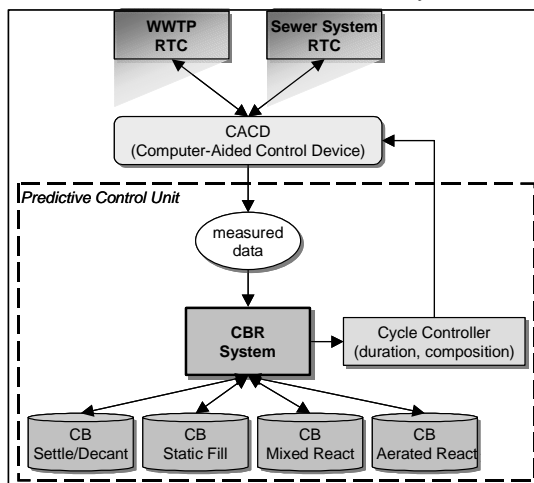 WWTP
RTC
Sewer System
RTC
CACD
(Computer-Aided Control Device)
Predictive Control Unit
measured
data
CBR
System
Cycle Controller
(duration, composition)
CB
Settle/Decant
CB
Static Fill
CB
Mixed React
CB
Aerated React